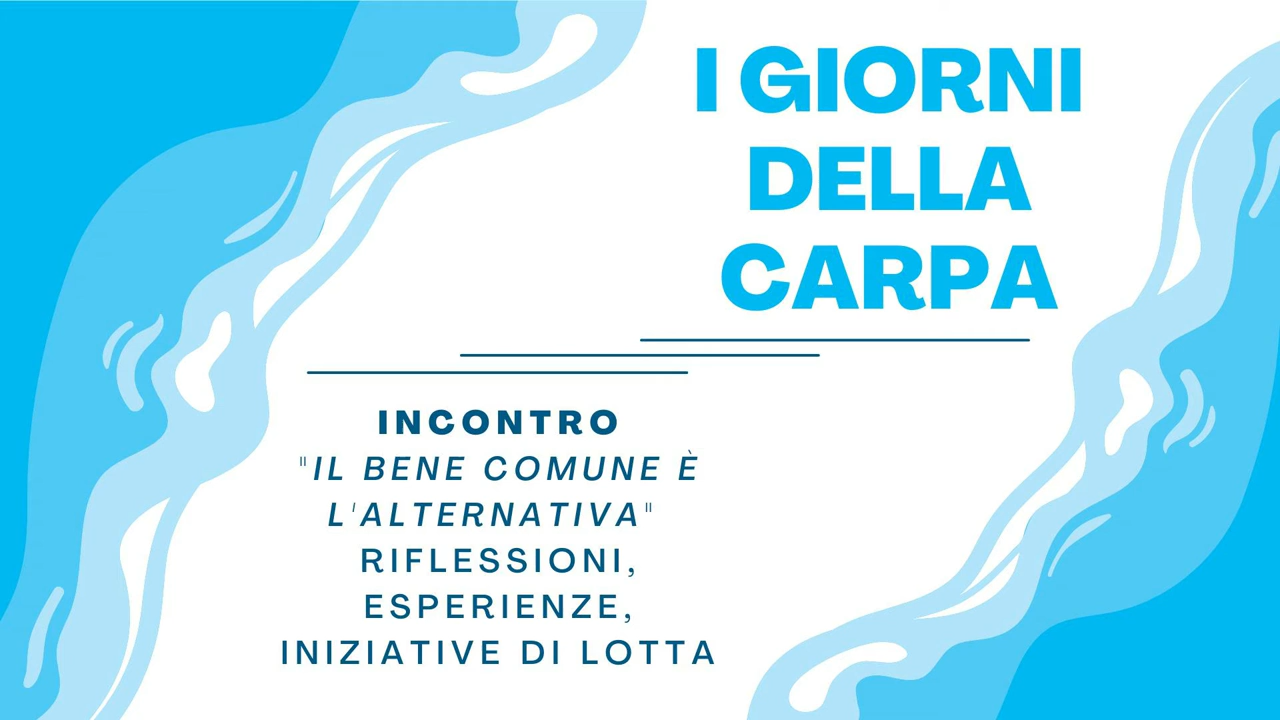 I GIORNI
DELLA
CARPA
INCONTRO
"IL BENE COMUNE È
L'ALTERNATIVA"
RIFLESSIONI,
ESPERIENZE,
INIZIATIVE DI LOTTA